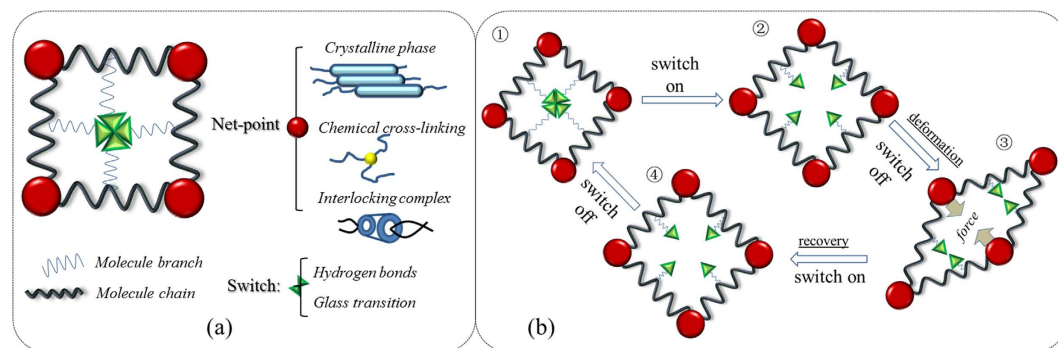 Crystalline phase
Net-point
Chemical cross-linking
Interlocking complex
Molecule branch
Molecule chain
Switch:
Hydrogen bonds
Glass transition
(a)
①
switch
on
②
deformation
switch
off
③
force
recovery
switch on
④
switch
off
(b)